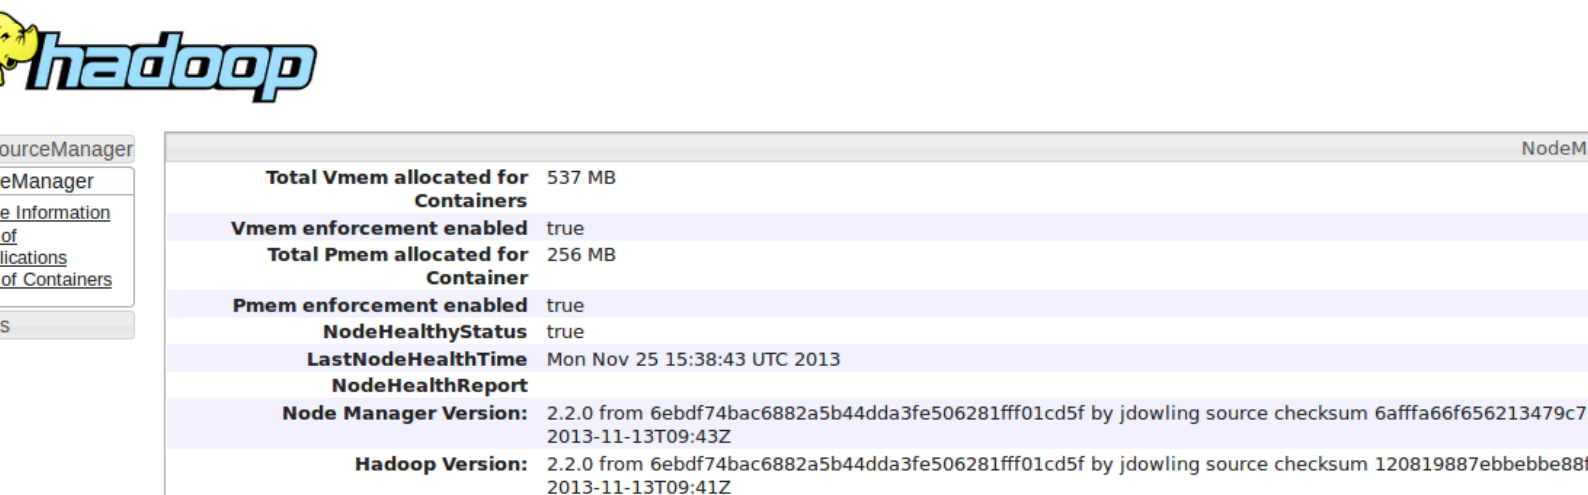 hadoop
ourceManager
NodeM
eManager
e Information
of
lications
of Containers
s
Total Vmem allocated for 537 MB
Containers
Vmem enforcement enabled true
Total Pmem allocated for 256 MB
Container
Pmem enforcement enabled true
NodeHealthyStatus true
LastNodeHealthTime Mon Nov 25 15:38:43 UTC 2013
NodeHealthReport
Node Manager Version: 2.2.0 from 6ebdf74bac6882a5b44dda3fe506281fff01cd5f by jdowling source checksum 6afffa66f656213479c7
2013-11-13T09:43Z
Hadoop Version: 2.2.0 from 6ebdf74bac6882a5b44dda3fe506281fff01cd5f by jdowling source checksum 120819887ebbebbe88f
2013-11-13T09:41Z